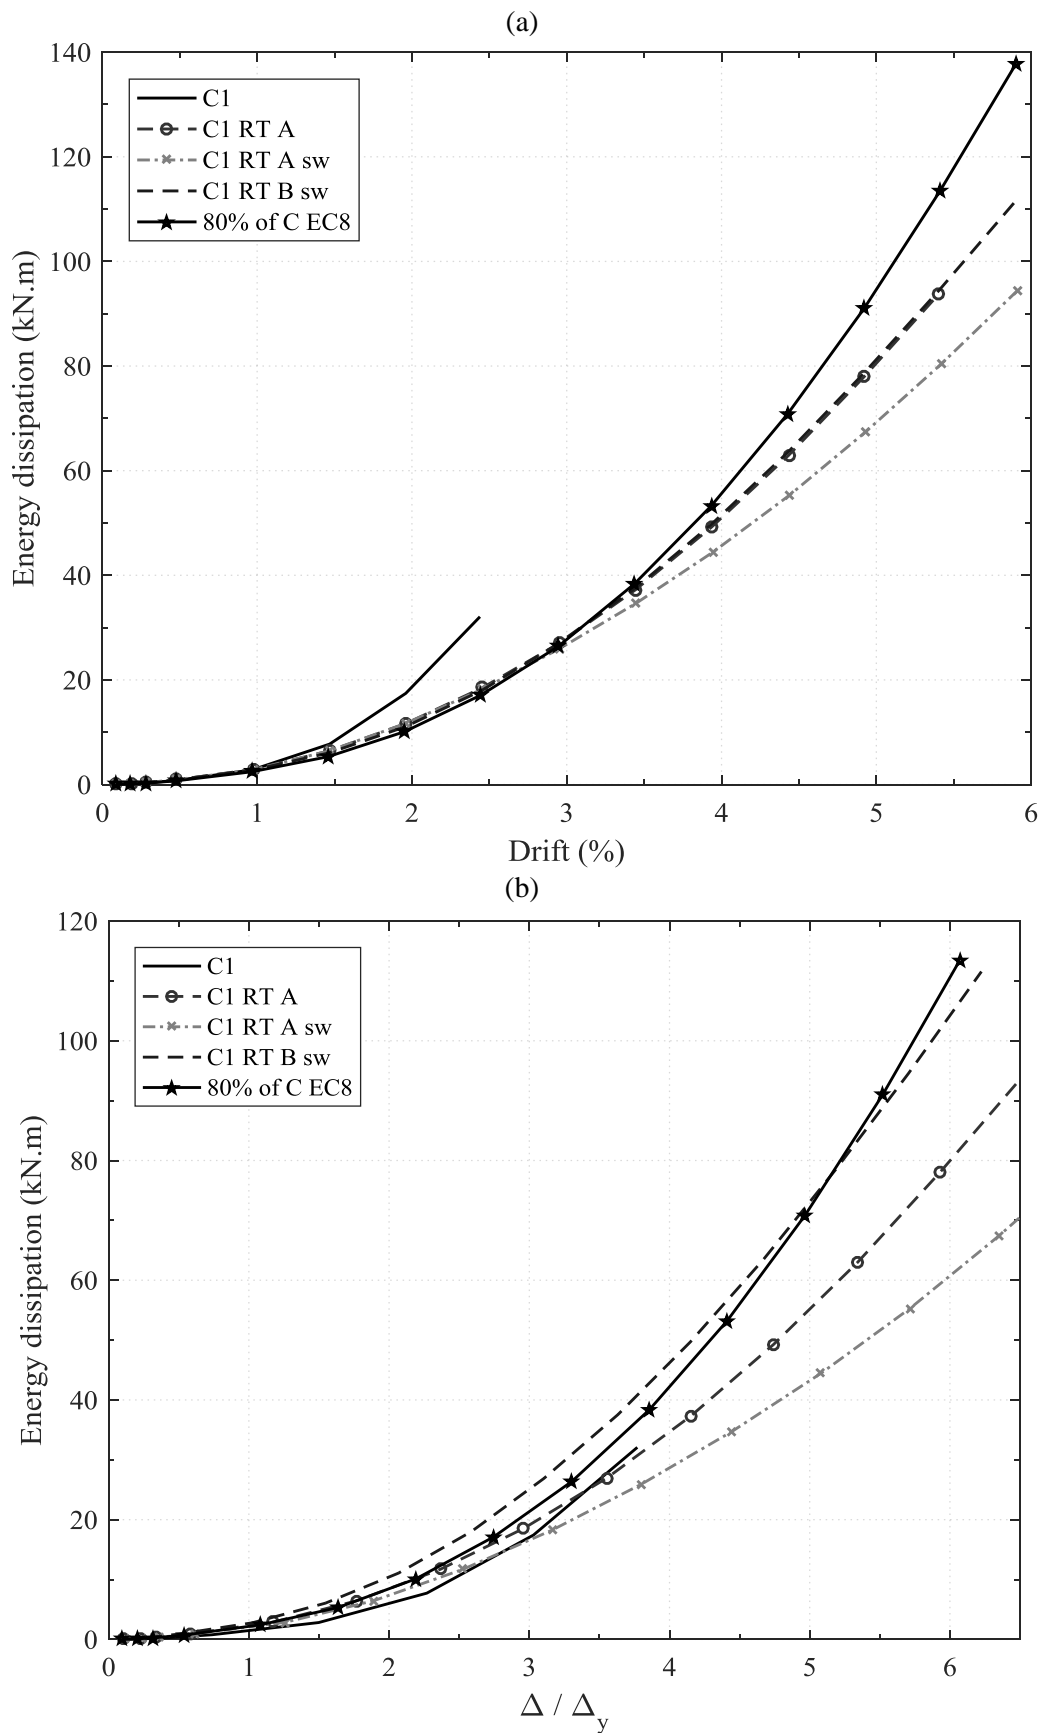 (a)
140
120
100
80
60
40
20
0
Energy dissipation (kN.m)
C1
C1 RT A
C1 RT A sw
C1 RT B sw
80% of C EC8
0 1 2 3 4 5 6
Drift (%)
(b)
120
100
80
60
40
20
0
Energy dissipation (kN.m)
C1
C1 RT A
C1 RT A sw
C1 RT B sw
80% of C EC8
0 1 2 3 4 5 6
Δ / Δy